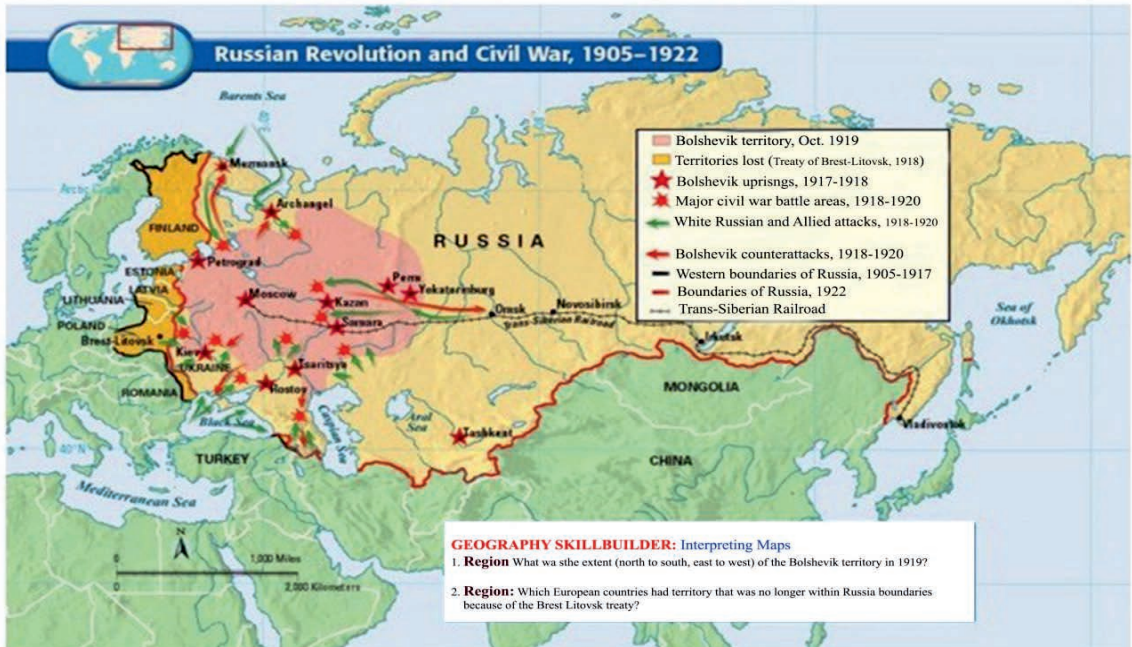 Russian Revolution and Civil War, 1905–1922
Barents Sea
Bolshevik territory, Oct. 1919
Territories lost (Treaty of Brest-Litovsk, 1918)
Bolshevik uprisngs, 1917-1918
Major civil war battle areas, 1918-1920
White Russian and Allied attacks, 1918-1920
Bolshevik counterattacks, 1918-1920
Western boundaries of Russia, 1905-1917
Boundaries of Russia, 1922
Trans-Siberian Railroad
Murmansk
Arctic Circle
Archangel
FINLAND
RUSSIA
Petrograd
ESTONIA
LATVIA
LITHUANIA
Perm
Yekaterinburg
Moscow
Kazan
Omsk
Novosibirsk
Sea of
Okhotsk
Samara
Trans-Siberian Railroad
POLAND
Brest-Litovsk
Irkutsk
Kiev
UKRAINE
Tsaritsyn
MONGOLIA
ROMANIA
Rostov
Black Sea
Caspian Sea
Aral
Sea
Tashkent
Vladivostok
40°N
TURKEY
CHINA
Mediterranean Sea
N
0 1,000 Miles
0 2,000 Kilometers
GEOGRAPHY SKILLBUILDER: Interpreting Maps
1. Region What wa sthe extent (north to south, east to west) of the Bolshevik territory in 1919?
2. Region: Which European countries had territory that was no longer within Russia boundaries
because of the Brest Litovsk treaty?